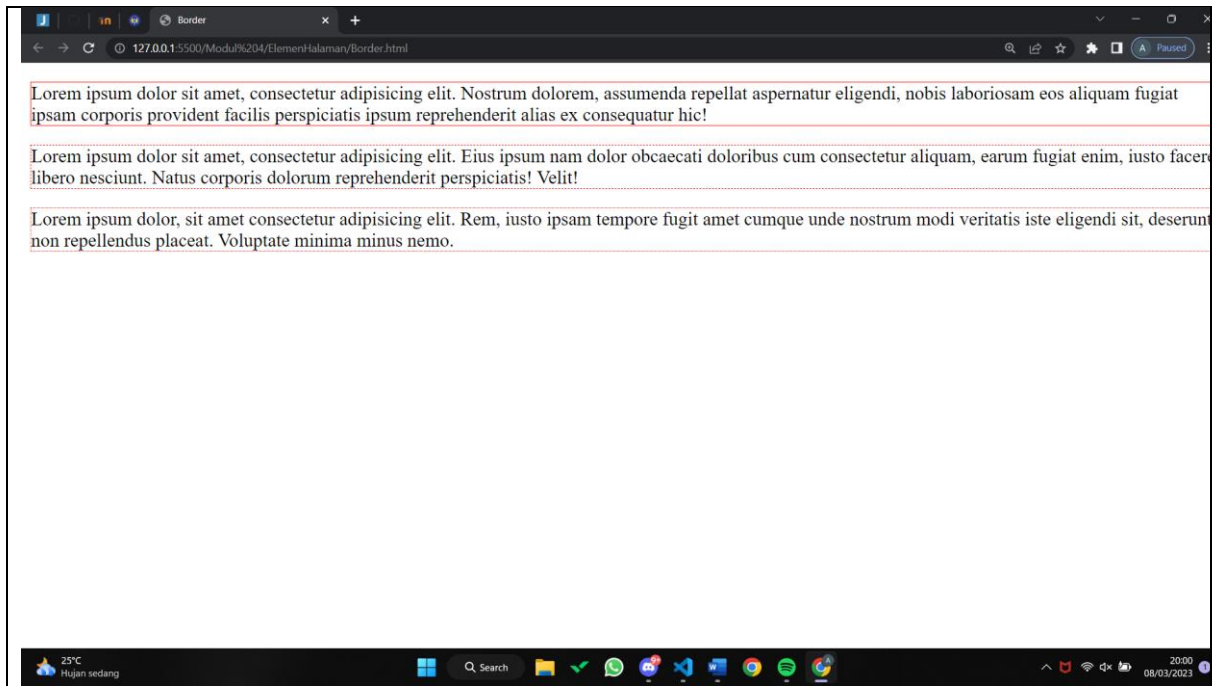 Border
127.0.0.1:5500/Modul%204/ElemenHalaman/Border.html
A Paused
Lorem ipsum dolor sit amet, consectetur adipisicing elit. Nostrum dolorem, assumenda repellat aspernatur eligendi, nobis laboriosam eos aliquam fugiat
ipsam corporis provident facilis perspiciatis ipsum reprehenderit alias ex consequatur hic!
Lorem ipsum dolor sit amet, consectetur adipisicing elit. Eius ipsum nam dolor obcaecati doloribus cum consectetur aliquam, earum fugiat enim, iusto facere
libero nesciunt. Natus corporis dolorum reprehenderit perspiciatis! Velit!
Lorem ipsum dolor, sit amet consectetur adipisicing elit. Rem, iusto ipsam tempore fugit amet cumque unde nostrum modi veritatis iste eligendi sit, deserunt
non repellendus placeat. Voluptate minima minus nemo.
25°C
Hujan sedang
Search
20:00
08/03/2023